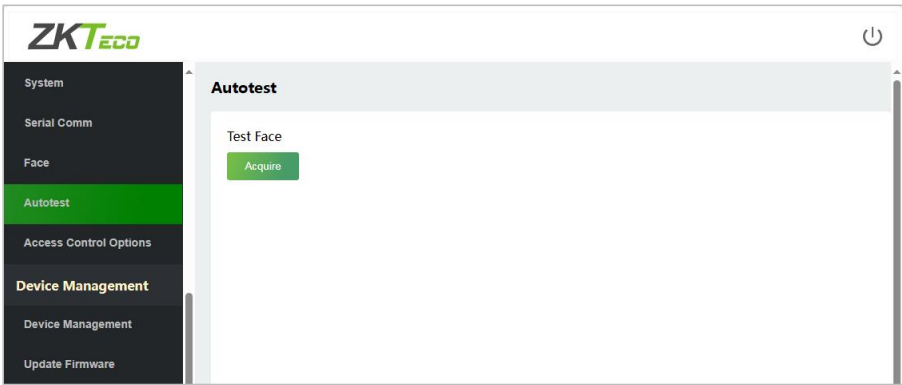 ZKTeco
System
Serial Comm
Face
Autotest
Access Control Options
Device Management
Device Management
Update Firmware
Autotest
Test Face
Acquire